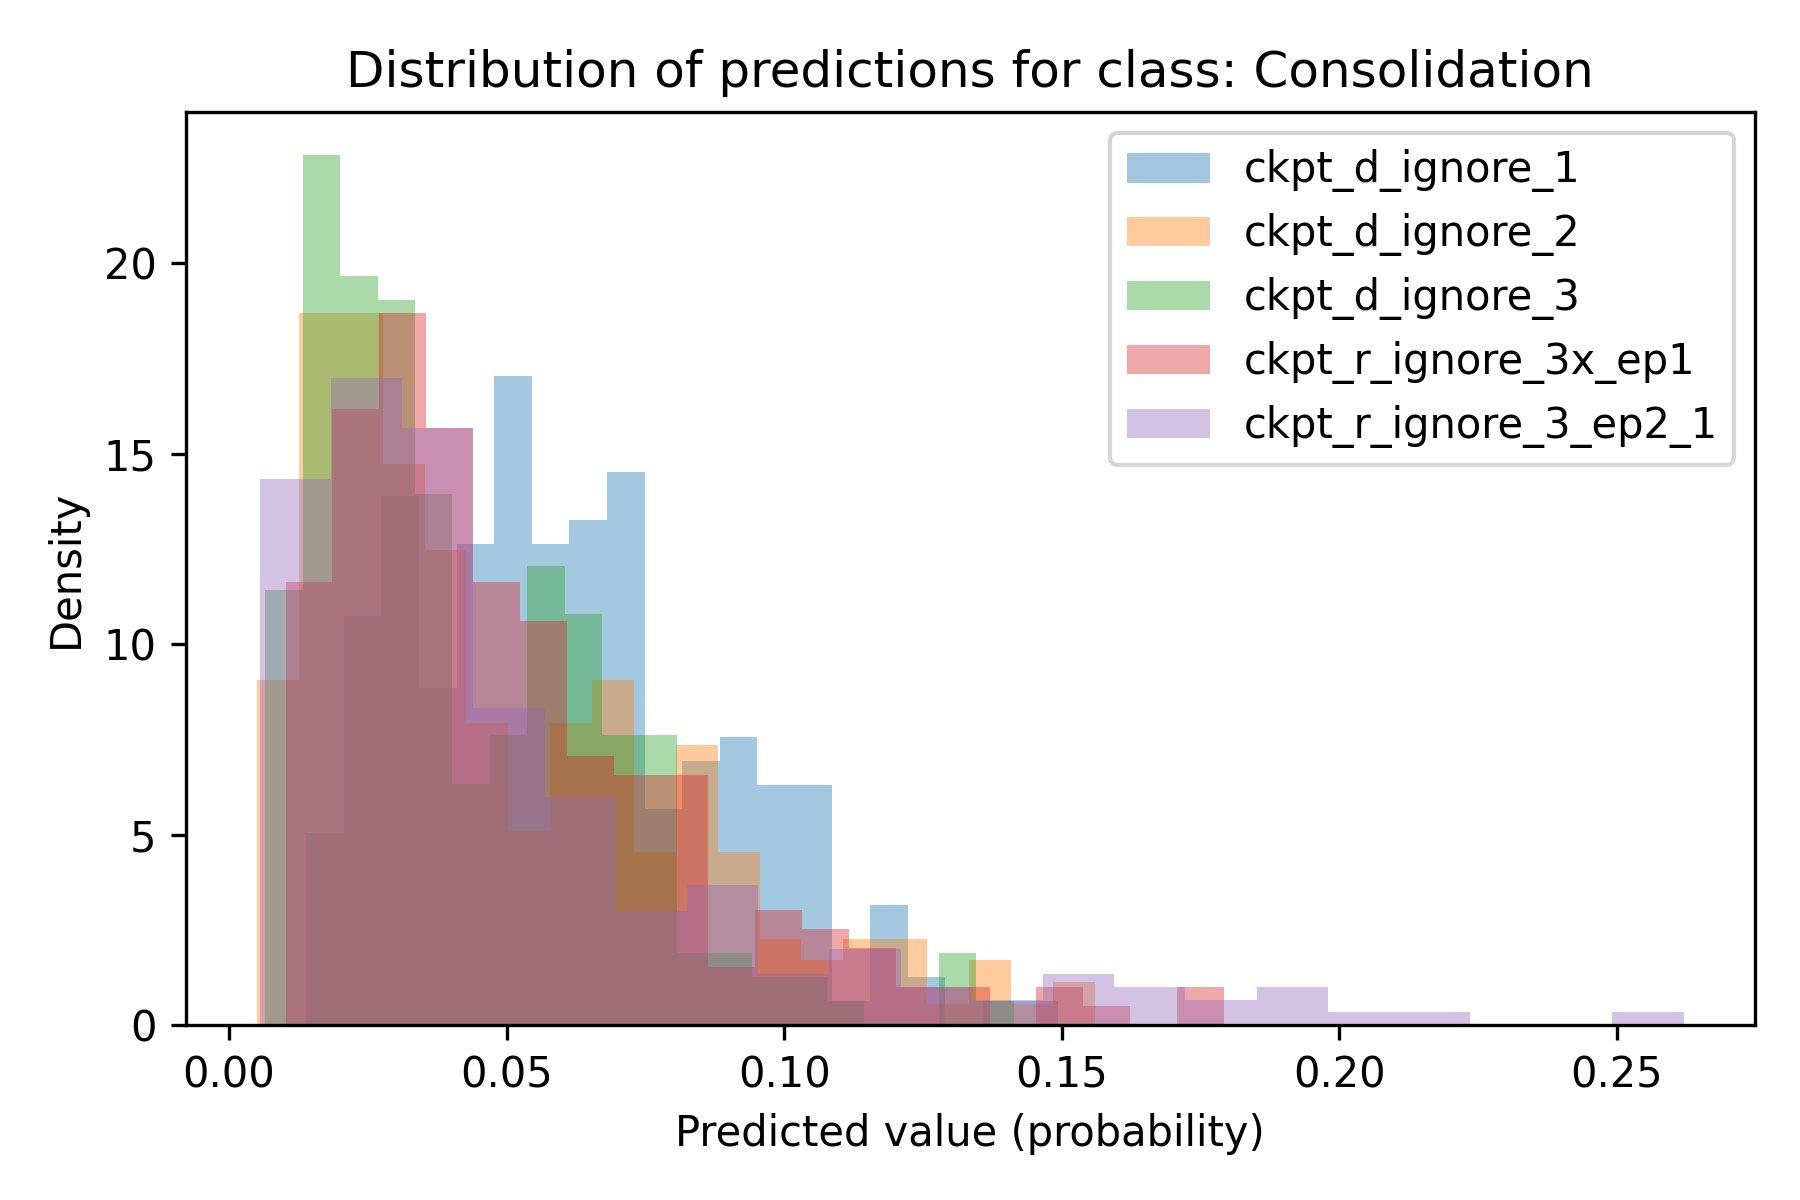 Distribution of predictions for class: Consolidation
ckpt_d_ignore_1
ckpt_d_ignore_2
ckpt_d_ignore_3
ckpt_r_ignore_3x_ep1
ckpt_r_ignore_3_ep2_1
Density
20
15
10
5
0
0.00 0.05 0.10 0.15 0.20 0.25
Predicted value (probability)